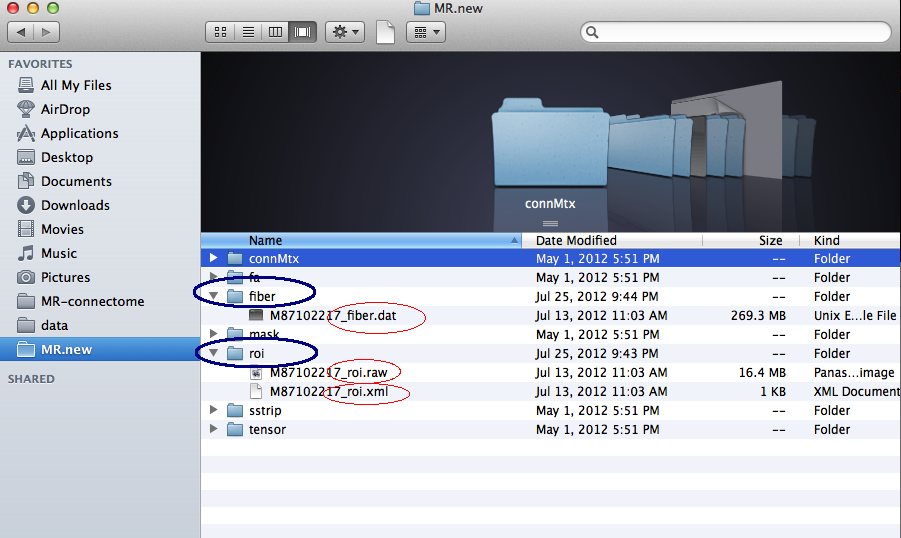 MR.new
FAVORITES
All My Files
AirDrop
Applications
Desktop
Documents
Downloads
Movies
Music
Pictures
MR-connectome
data
MR.new
SHARED
connMtx
Name Date Modified Size Kind
connMtx May 1, 2012 5:51 PM -- Folder
fa May 1, 2012 5:51 PM -- Folder
fiber Jul 25, 2012 9:44 PM -- Folder
M87102217_fiber.dat Jul 13, 2012 11:03 AM 269.3 MB Unix E...le File
mask May 1, 2012 5:51 PM -- Folder
roi Jul 25, 2012 9:43 PM -- Folder
M87102217_roi.raw Jul 13, 2012 11:03 AM 16.4 MB Panas...image
M87102217_roi.xml Jul 13, 2012 11:03 AM 1 KB XML Document
sstrip May 1, 2012 5:51 PM -- Folder
tensor May 1, 2012 5:51 PM -- Folder